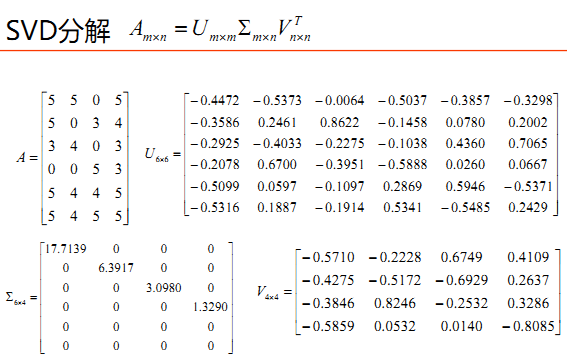 SVD分解 A_{m×n} = U_{m×m} Σ_{m×n} V^T_{n×n}
A =
5 5 0 5
5 0 3 4
3 4 0 3
0 0 5 3
5 4 4 5
5 4 5 5
U_{6×6} =
−0.4472 −0.5373 −0.0064 −0.5037 −0.3857 −0.3298
−0.3586 0.2461 0.8622 −0.1458 0.0780 0.2002
−0.2925 −0.4033 −0.2275 −0.1038 0.4360 0.7065
−0.2078 0.6700 −0.3951 −0.5888 0.0260 0.0667
−0.5099 0.0597 −0.1097 0.2869 0.5946 −0.5371
−0.5316 0.1887 −0.1914 0.5341 −0.5485 0.2429
Σ_{6×4} =
17.7139 0 0 0
0 6.3917 0 0
0 0 3.0980 0
0 0 0 1.3290
0 0 0 0
0 0 0 0
V_{4×4} =
−0.5710 −0.2228 0.6749 0.4109
−0.4275 −0.5172 −0.6929 0.2637
−0.3846 0.8246 −0.2532 0.3286
−0.5859 0.0532 0.0140 −0.8085